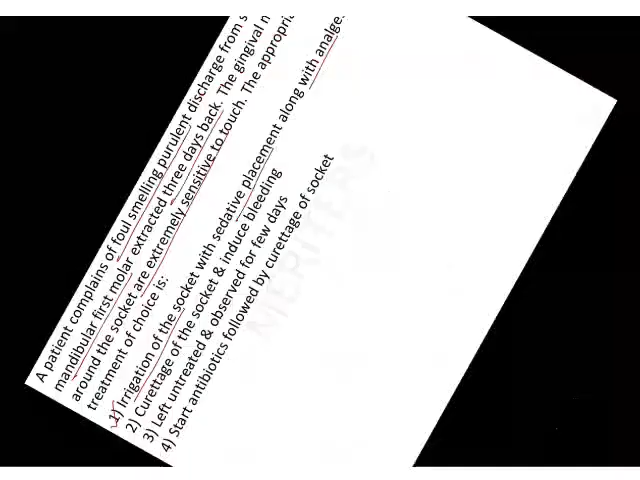 A patient complains of foul smelling purulent discharge from
mandibular first molar extracted three days back. The gingival
around the socket are extremely sensitive to touch. The
treatment of choice is:
1) Irrigation of the socket with sedative placement along with
2) Curettage of the socket & induce bleeding
3) Left untreated & observed for few days
4) Start antibiotics followed by curettage of socket
MERITERS